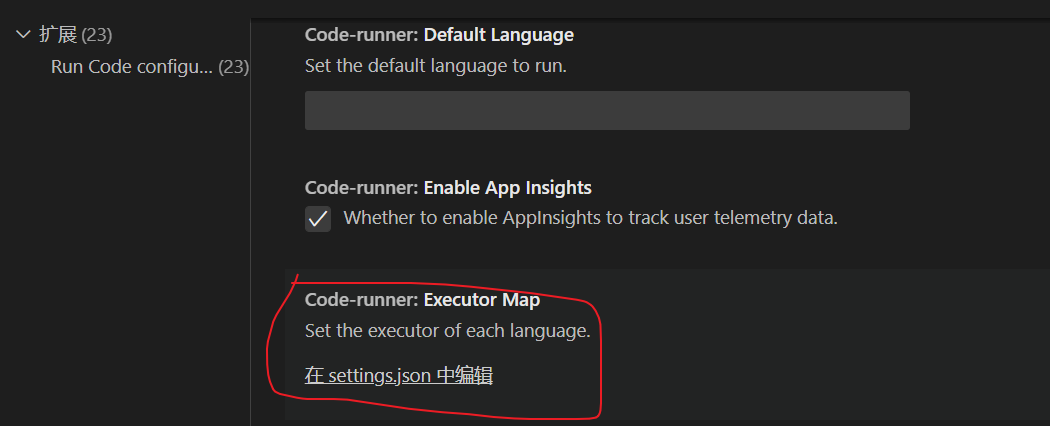 扩展 (23)
Run Code configu... (23)
Code-runner: Default Language
Set the default language to run.
Code-runner: Enable App Insights
Whether to enable AppInsights to track user telemetry data.
Code-runner: Executor Map
Set the executor of each language.
在 settings.json 中编辑